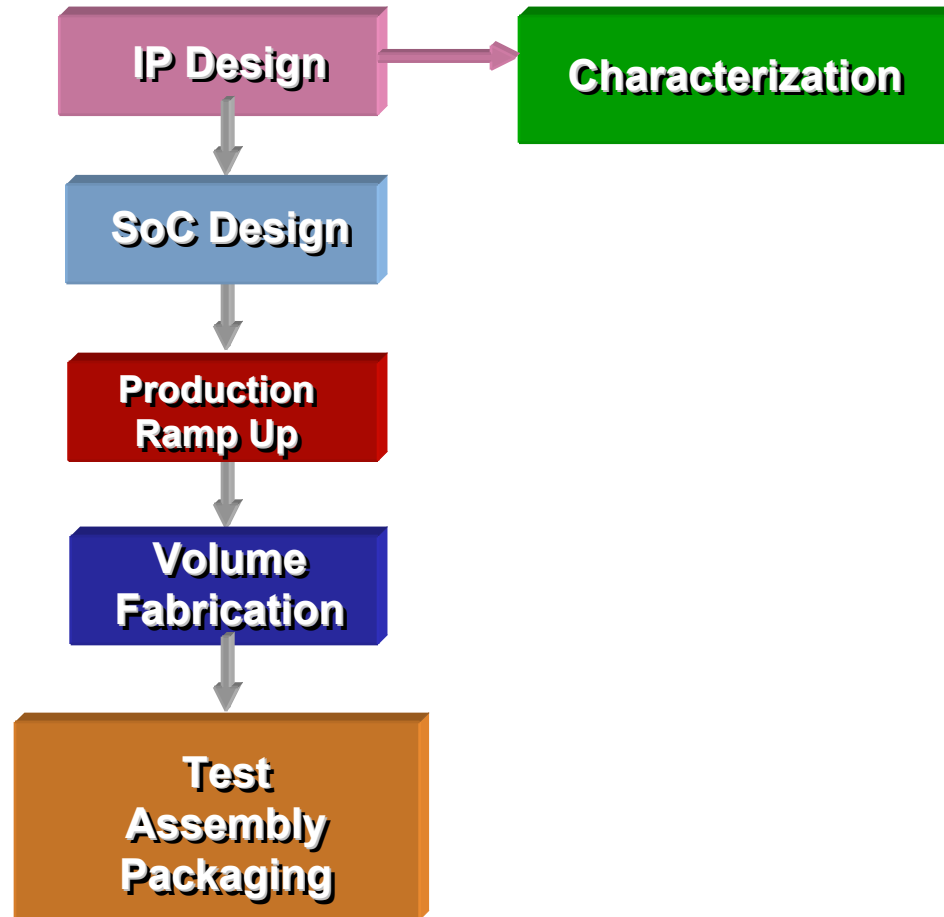 IP Design
Characterization
SoC Design
Production
Ramp Up
Volume
Fabrication
Test
Assembly
Packaging